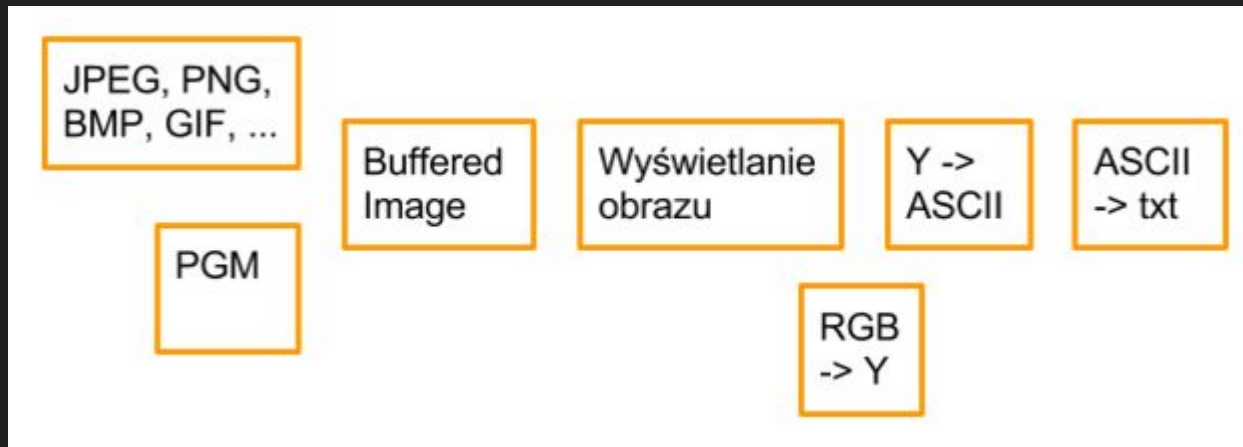 JPEG, PNG,
BMP, GIF, ...
PGM
Buffered
Image
Wyświetlanie
obrazu
RGB
-> Y
Y ->
ASCII
ASCII
-> txt